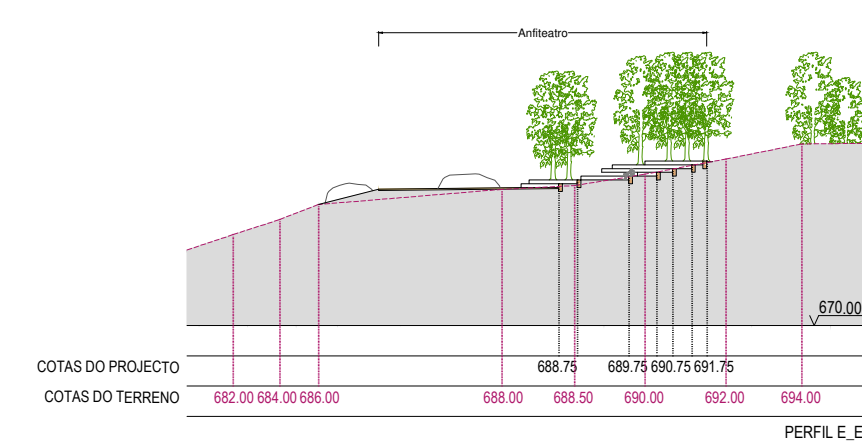 Anfiteatro
670.00
COTAS DO PROJECTO 688.75 689.75 690.75 691.75
COTAS DO TERRENO 682.00 684.00 686.00 688.00 688.50 690.00 692.00 694.00
PERFIL E_E